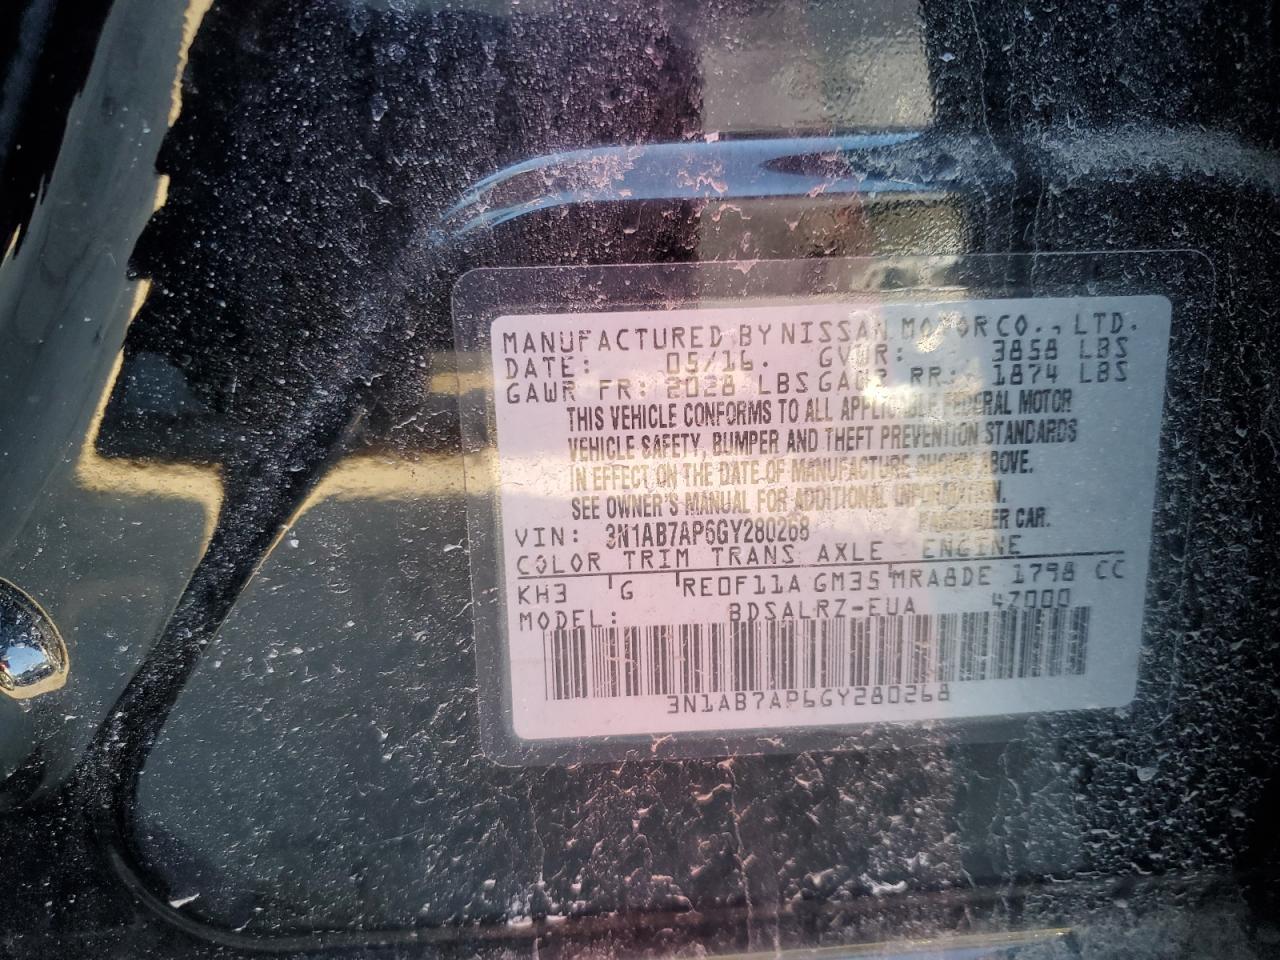 MANUFACTURED BY NISSAN MOTOR CO., LTD.
DATE: 05/16. GVWR: 3858 LBS
GAWR FR: 2028 LBS GAWR RR: 1874 LBS
THIS VEHICLE CONFORMS TO ALL APPLICABLE FEDERAL MOTOR
VEHICLE SAFETY, BUMPER AND THEFT PREVENTION STANDARDS
IN EFFECT ON THE DATE OF MANUFACTURE SHOWN ABOVE.
SEE OWNER'S MANUAL FOR ADDITIONAL INFORMATION.
VIN: 3N1AB7AP6GY280268 PASSENGER CAR.
COLOR TRIM TRANS AXLE ENGINE
KH3 G RE0F11A GM35 MRA8DE 1798 CC
MODEL: BDSALRZ-EUA 47000
3N1AB7AP6GY280268